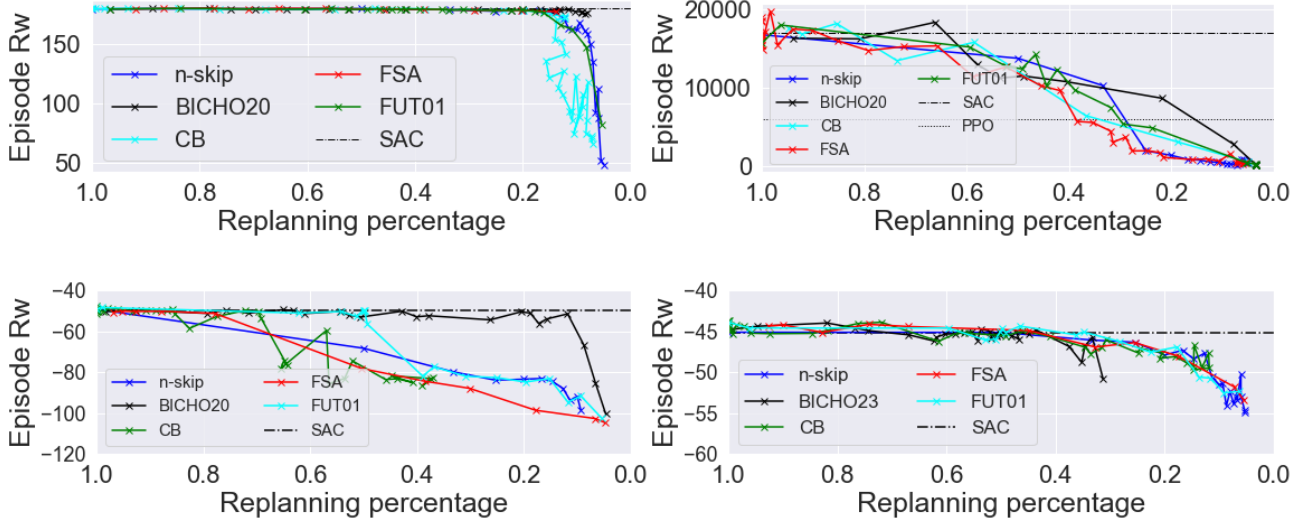 Episode Rw
150
100
50
n-skip
BICHO20
CB
FSA
FUT01
SAC
1.0 0.8 0.6 0.4 0.2 0.0
Replanning percentage
Episode Rw
20000
10000
0
n-skip
BICHO20
CB
FSA
FUT01
SAC
PPO
1.0 0.8 0.6 0.4 0.2 0.0
Replanning percentage
Episode Rw
−40
−60
−80
−100
−120
n-skip
BICHO20
CB
FSA
FUT01
SAC
1.0 0.8 0.6 0.4 0.2 0.0
Replanning percentage
Episode Rw
−40
−45
−50
−55
−60
n-skip
BICHO23
CB
FSA
FUT01
SAC
1.0 0.8 0.6 0.4 0.2 0.0
Replanning percentage